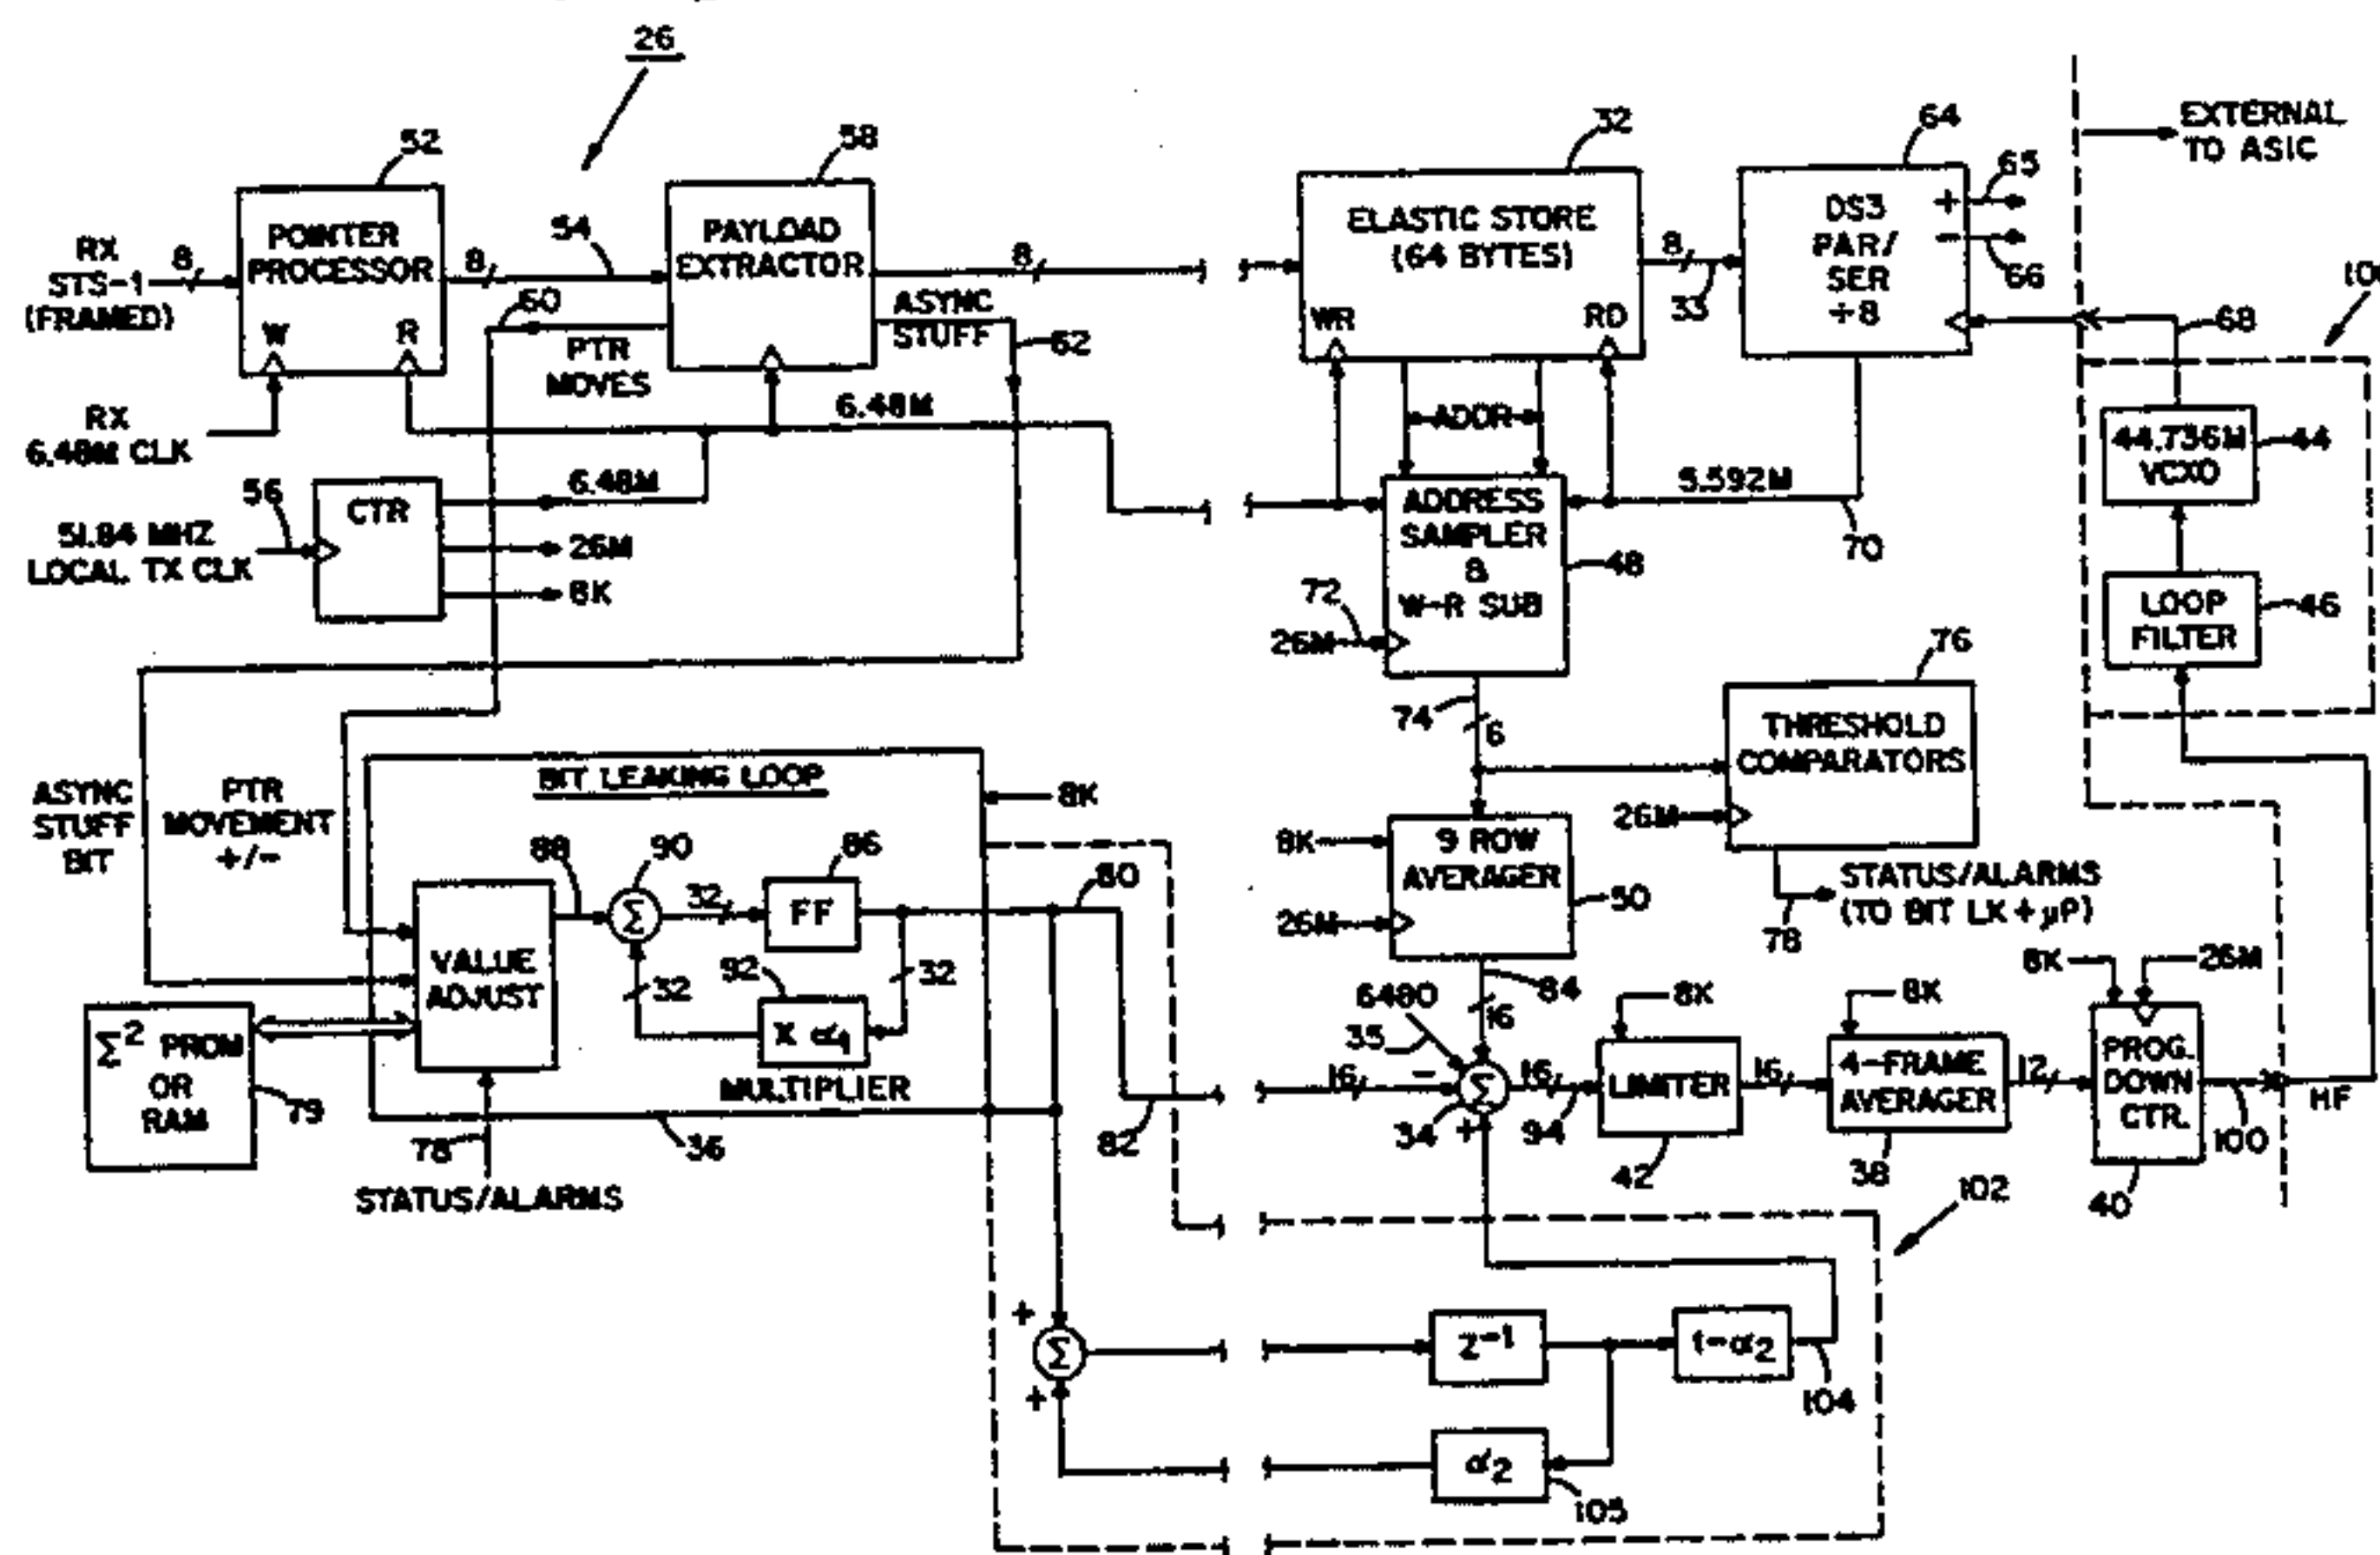 26
52
58
32
64
EXTERNAL
TO ASIC
65
RX
STS-1
(FRAMED)
8
POINTER
PROCESSOR
W
R
8
54
PAYLOAD
EXTRACTOR
8
60
PTR
MOVES
ASYNC
STUFF
62
ELASTIC STORE
(64 BYTES)
WR
RD
8
33
DS3
PAR/
SER
÷8
+
-
66
68
RX
6.48M CLK
6.48M
ADDR
44.736M
VCXO
44
56
51.84 MHZ
LOCAL TX CLK
CTR
6.48M
26M
8K
ADDRESS
SAMPLER
&
W-R SUB
48
5.592M
70
72
26M
LOOP
FILTER
46
74
6
76
THRESHOLD
COMPARATORS
26M
ASYNC
STUFF
BIT
PTR
MOVEMENT
+/-
BIT LEAKING LOOP
8K
8K
9 ROW
AVERAGER
26M
50
STATUS/ALARMS
(TO BIT LK + µP)
78
88
90
86
80
Σ
32
FF
VALUE
ADJUST
32
92
32
X α1
MULTIPLIER
Σ2 PROM
OR
RAM
79
78
36
82
STATUS/ALARMS
6480
35
84
16
8K
8K
8K
26M
16
-
Σ
+
34
16
94
LIMITER
42
16
4-FRAME
AVERAGER
38
12
PROG.
DOWN
CTR.
40
100
HF
102
+
Σ
+
Z-1
1-α2
104
α2
105